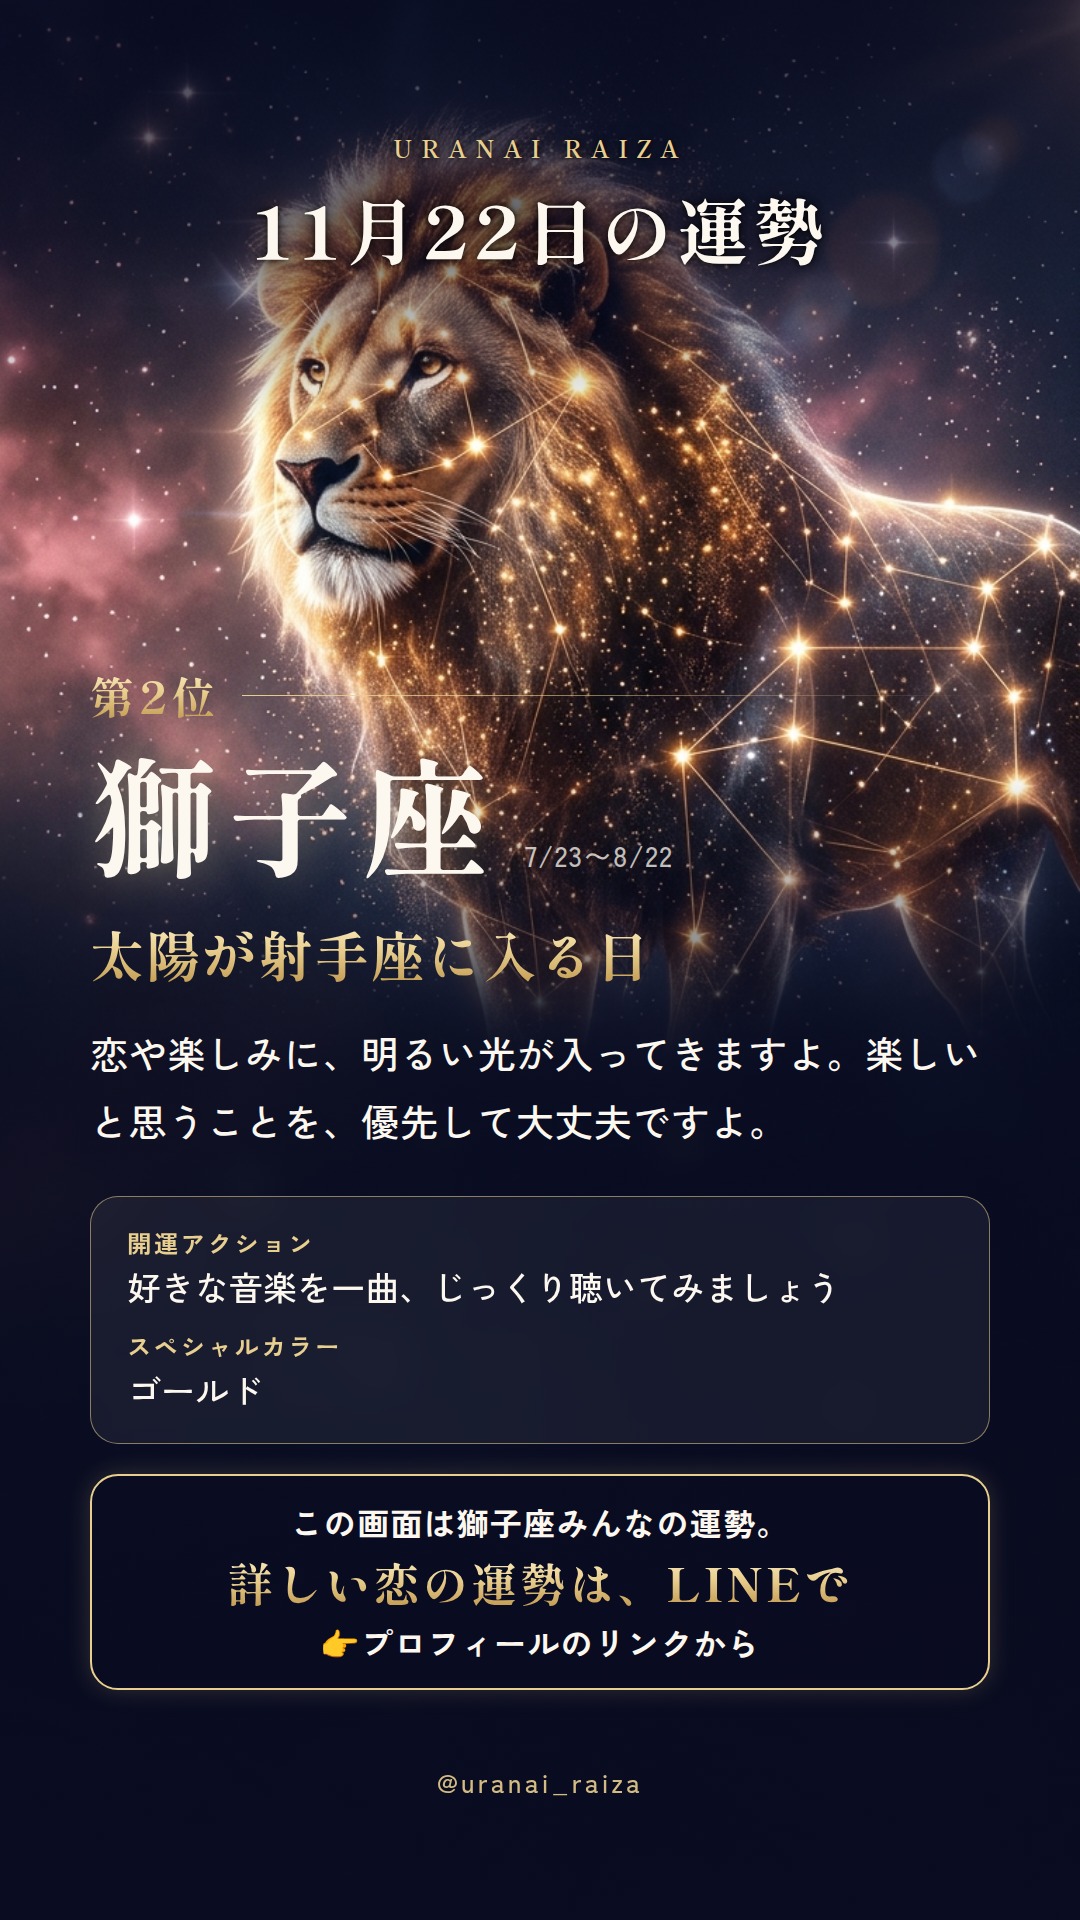 URANAI RAIZA
11月22日の運勢
第2位
獅子座 7/23〜8/22
太陽が射手座に入る日
恋や楽しみに、明るい光が入ってきますよ。楽しい
と思うことを、優先して大丈夫ですよ。
開運アクション
好きな音楽を一曲、じっくり聴いてみましょう
スペシャルカラー
ゴールド
この画面は獅子座みんなの運勢。
詳しい恋の運勢は、LINEで
👉プロフィールのリンクから
@uranai_raiza